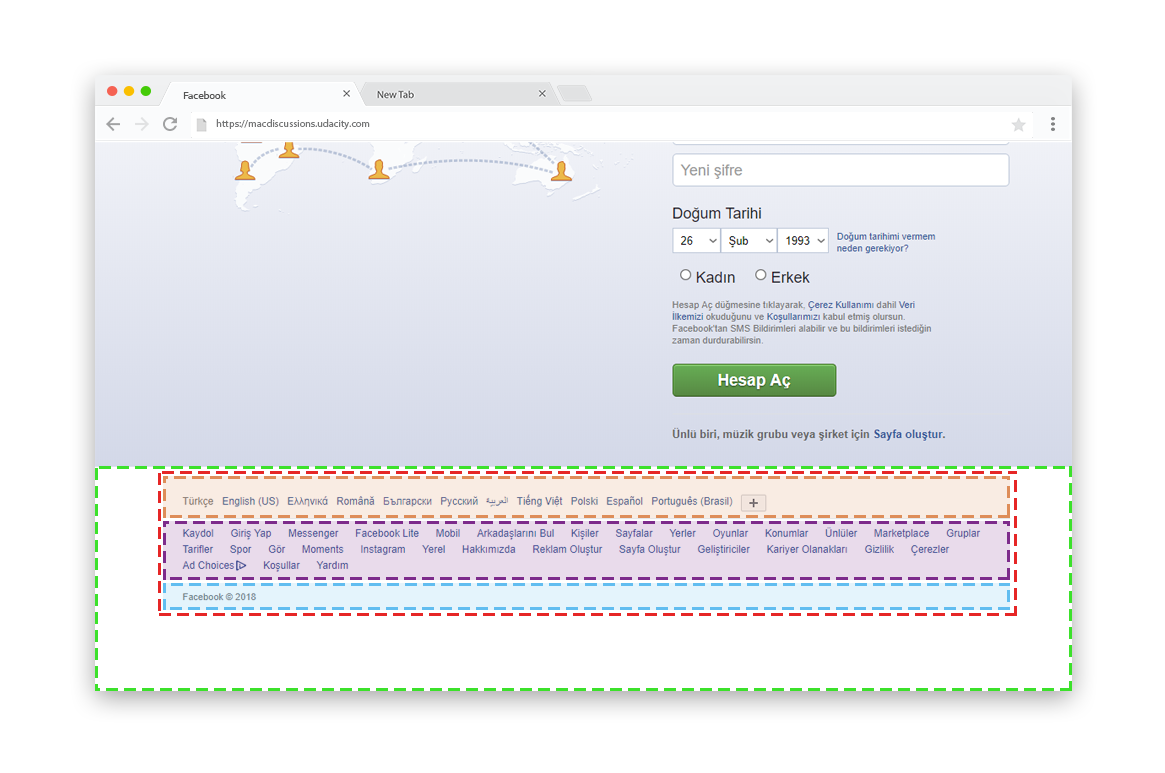 Facebook
New Tab
https://macdiscussions.udacity.com
Yeni şifre
Doğum Tarihi
26 Şub 1993
Doğum tarihimi vermem
neden gerekiyor?
Kadın Erkek
Hesap Aç düğmesine tıklayarak, Çerez Kullanımı dahil Veri
İlkemizi okuduğunu ve Koşullarımızı kabul etmiş olursun.
Facebook'tan SMS Bildirimleri alabilir ve bu bildirimleri istediğin
zaman durdurabilirsin.
Hesap Aç
Ünlü biri, müzik grubu veya şirket için Sayfa oluştur.
Türkçe English (US) Ελληνικά Română Български Русский العربية Tiếng Việt Polski Español Português (Brasil) +
Kaydol Giriş Yap Messenger Facebook Lite Mobil Arkadaşlarını Bul Kişiler Sayfalar Yerler Oyunlar Konumlar Ünlüler Marketplace Gruplar
Tarifler Spor Gör Moments Instagram Yerel Hakkımızda Reklam Oluştur Sayfa Oluştur Geliştiriciler Kariyer Olanakları Gizlilik Çerezler
Ad Choices Koşullar Yardım
Facebook © 2018